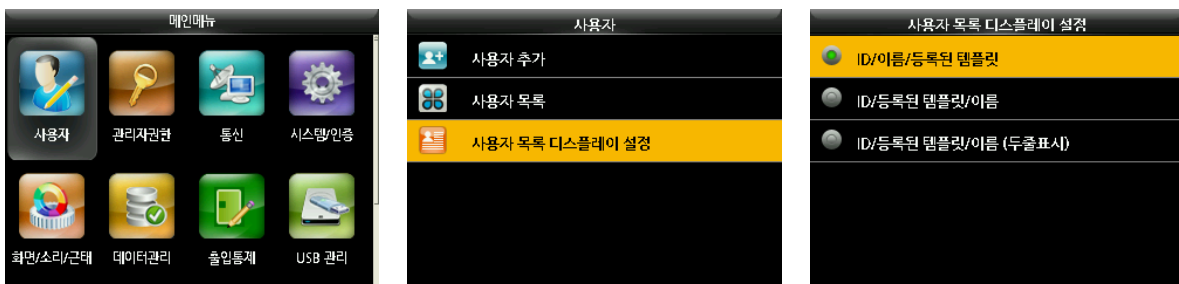 메인메뉴
사용자 관리자권한 통신 시스템/인증
화면/소리/근태 데이터관리 출입통제 USB 관리
사용자
사용자 추가
사용자 목록
사용자 목록 디스플레이 설정
사용자 목록 디스플레이 설정
ID/이름/등록된 템플릿
ID/등록된 템플릿/이름
ID/등록된 템플릿/이름 (두줄표시)